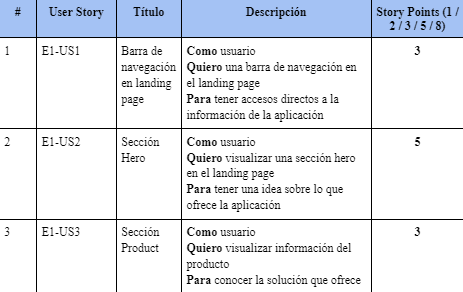 # User Story Título Descripción Story Points (1 /
2 / 3 / 5 / 8)
1 E1-US1 Barra de Como usuario 3
navegación Quiero una barra de navegación en
en landing el landing page
page Para tener accesos directos a la
información de la aplicación
2 E1-US2 Sección Como usuario 5
Hero Quiero visualizar una sección hero
en el landing page
Para tener una idea sobre lo que
ofrece la aplicación
3 E1-US3 Sección Como usuario 3
Product Quiero visualizar información del
producto
Para conocer la solución que ofrece